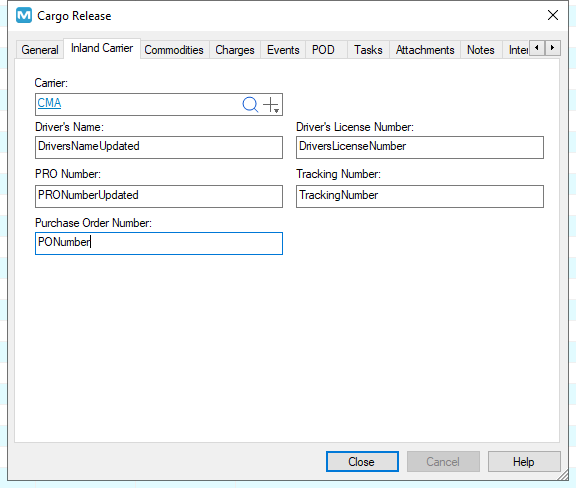 Cargo Release
General Inland Carrier Commodities Charges Events POD Tasks Attachments Notes
Carrier:
CMA
Driver's Name: Driver's License Number:
DriversNameUpdated DriversLicenseNumber
PRO Number: Tracking Number:
PRONumberUpdated TrackingNumber
Purchase Order Number:
PONumber
Close Cancel Help